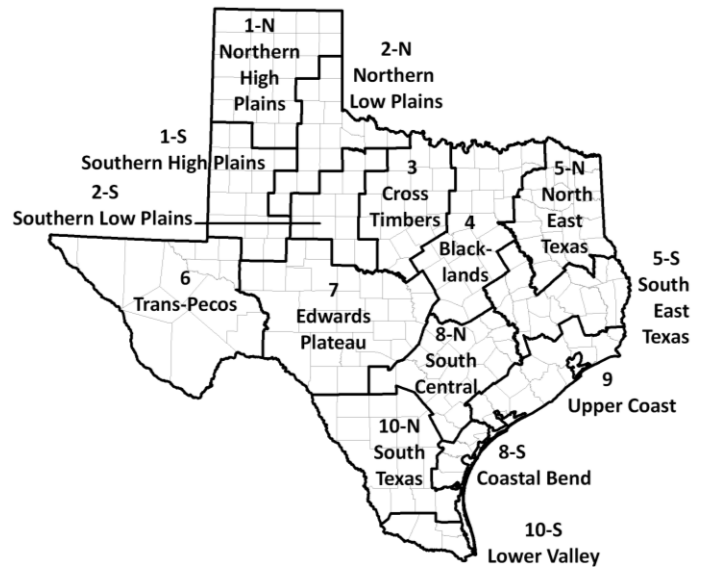 1-N
Northern
High
Plains
2-N
Northern
Low Plains
1-S
Southern High Plains
2-S
Southern Low Plains
3
Cross
Timbers
4
Black-
lands
5-N
North
East
Texas
5-S
South
East
Texas
6
Trans-Pecos
7
Edwards
Plateau
8-N
South
Central
9
Upper Coast
10-N
South
Texas
8-S
Coastal Bend
10-S
Lower Valley